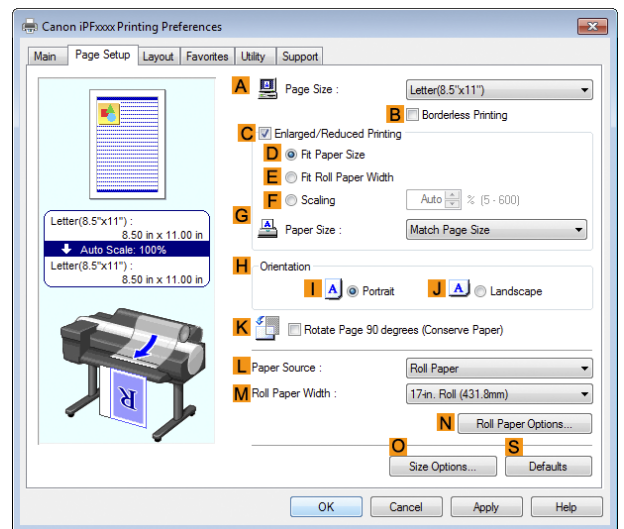 Canon iPFxxxx Printing Preferences
Main Page Setup Layout Favorites Utility Support
A Page Size : Letter(8.5"x11")
B Borderless Printing
C Enlarged/Reduced Printing
D Fit Paper Size
E Fit Roll Paper Width
F Scaling Auto % (5 - 600)
G Paper Size : Match Page Size
Letter(8.5"x11") :
8.50 in x 11.00 in
Auto Scale: 100%
Letter(8.5"x11") :
8.50 in x 11.00 in
H Orientation
I A Portrait J A Landscape
K Rotate Page 90 degrees (Conserve Paper)
L Paper Source : Roll Paper
M Roll Paper Width : 17-in. Roll (431.8mm)
N Roll Paper Options...
R
O S
Size Options... Defaults
OK Cancel Apply Help